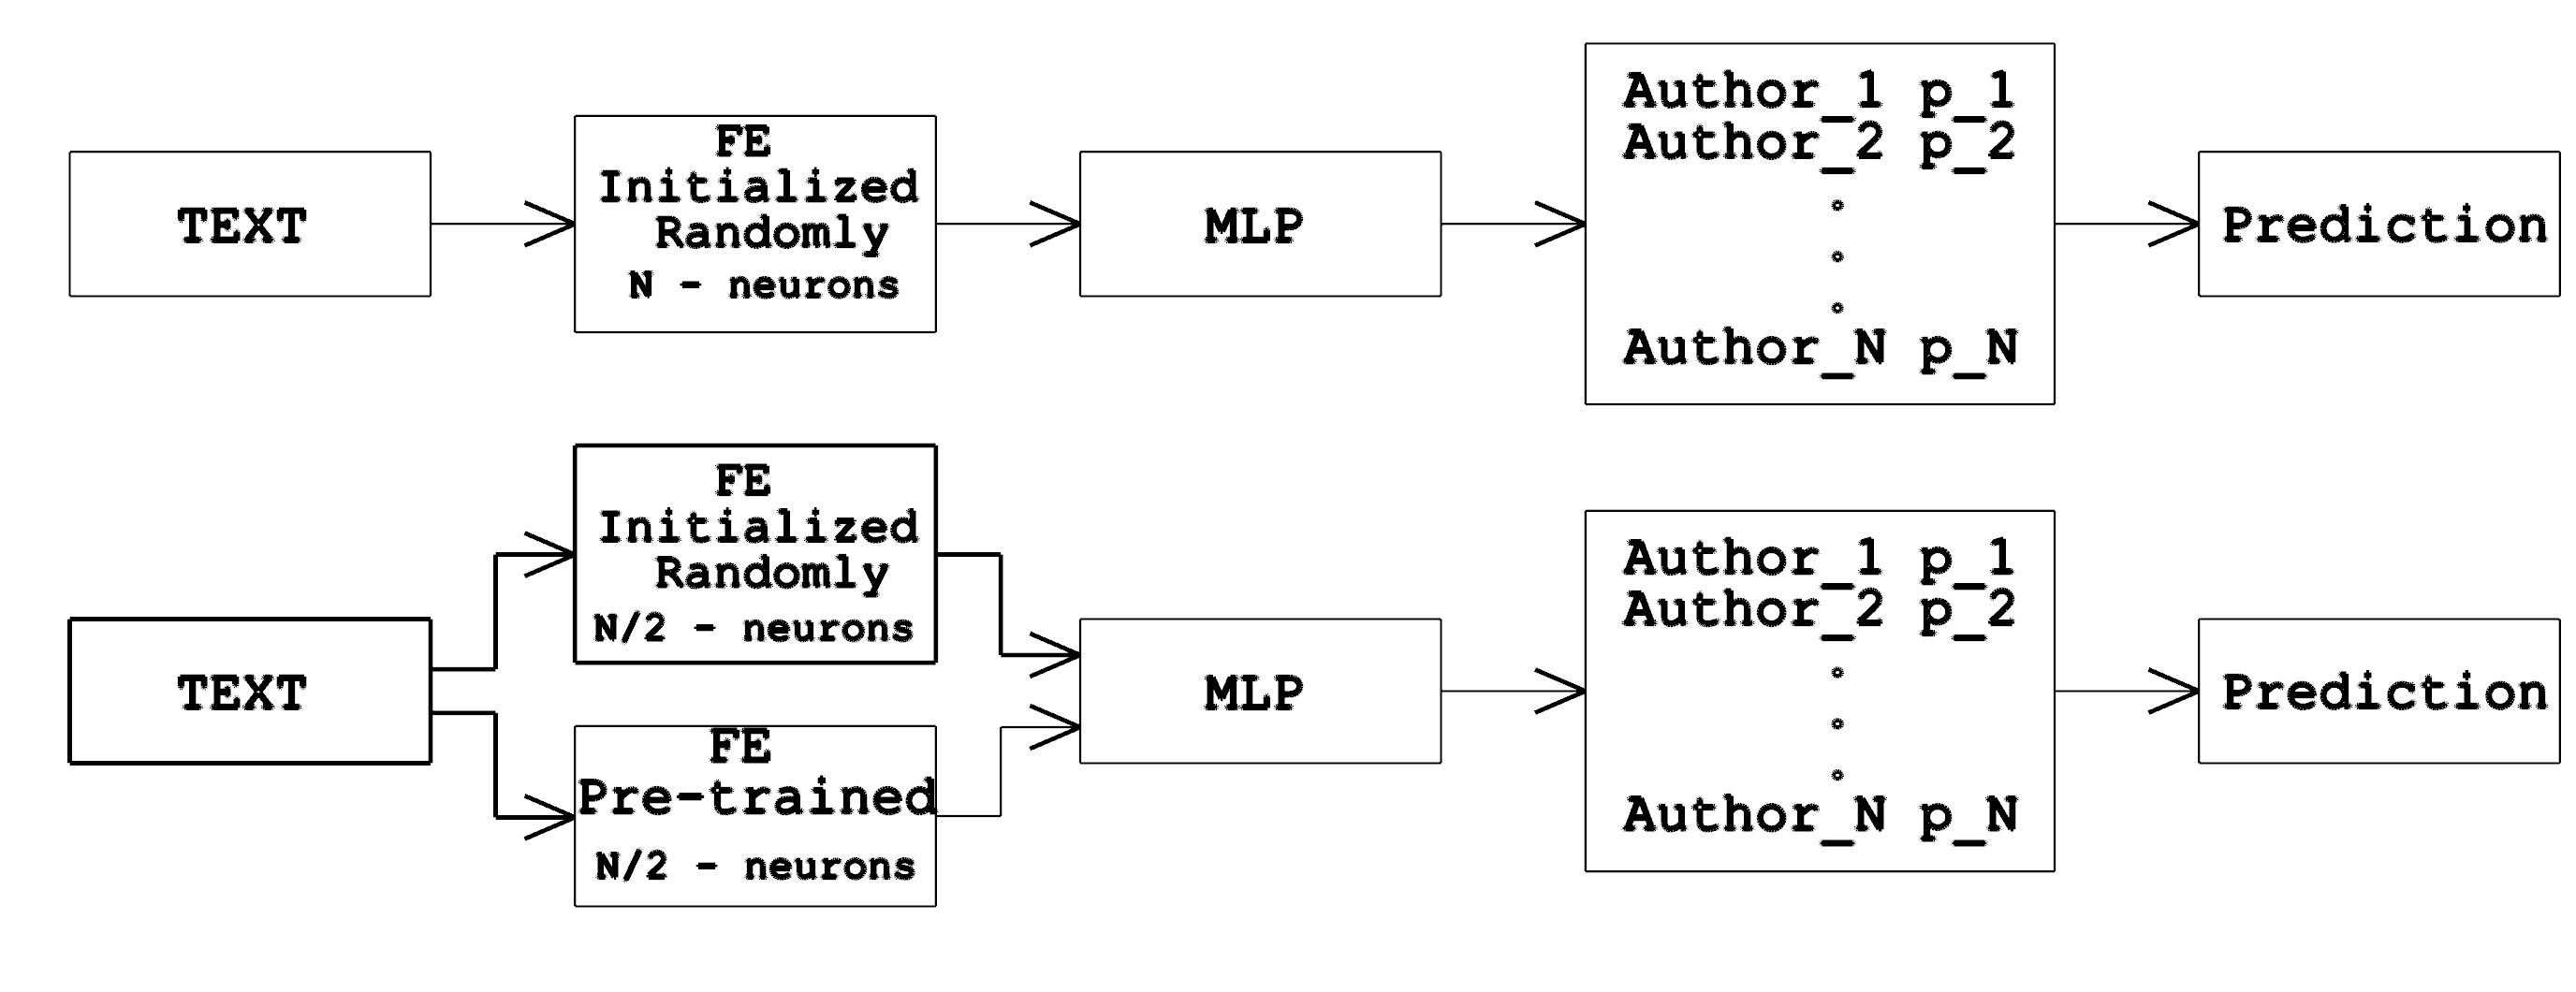 TEXT
FE
Initialized
Randomly
N - neurons
MLP
Author_1 p_1
Author_2 p_2
Author_N p_N
Prediction
TEXT
FE
Initialized
Randomly
N/2 - neurons
FE
Pre-trained
N/2 - neurons
MLP
Author_1 p_1
Author_2 p_2
Author_N p_N
Prediction